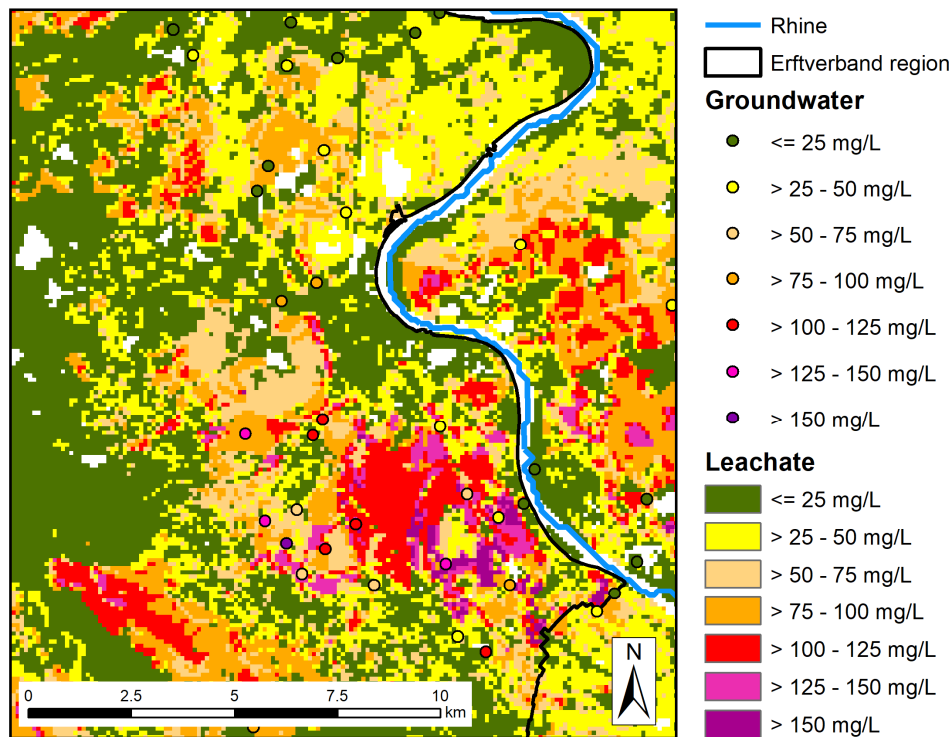 Rhine
Erftverband region
Groundwater
<= 25 mg/L
> 25 - 50 mg/L
> 50 - 75 mg/L
> 75 - 100 mg/L
> 100 - 125 mg/L
> 125 - 150 mg/L
> 150 mg/L
Leachate
<= 25 mg/L
> 25 - 50 mg/L
> 50 - 75 mg/L
> 75 - 100 mg/L
> 100 - 125 mg/L
> 125 - 150 mg/L
> 150 mg/L
N
0 2.5 5 7.5 10
km